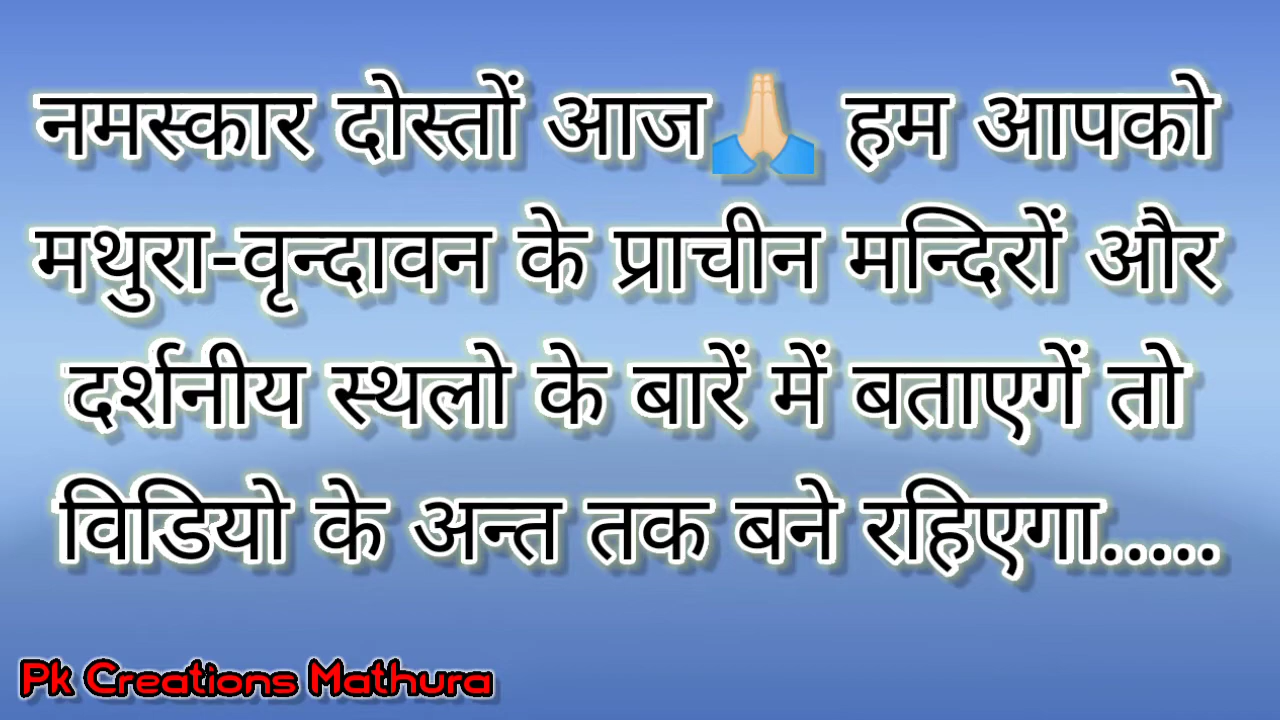 नमस्कार दोस्तों आज🙏🏻 हम आपको
मथुरा-वृन्दावन के प्राचीन मन्दिरों और
दर्शनीय स्थलो के बारें में बताएगें तो
विडियो के अन्त तक बने रहिएगा.....
Pk Creations Mathura